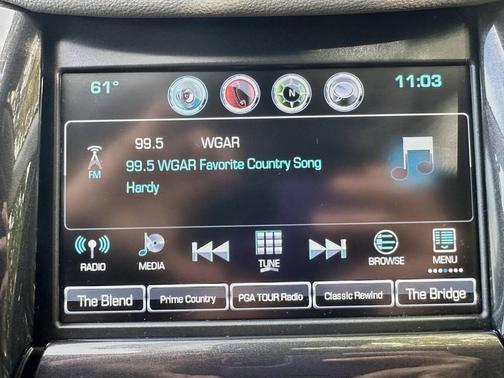 61° N 11:03
99.5 WGAR
99.5 WGAR Favorite Country Song
FM Hardy
RADIO MEDIA TUNE BROWSE MENU
The Blend Prime Country PGA TOUR Radio Classic Rewind The Bridge